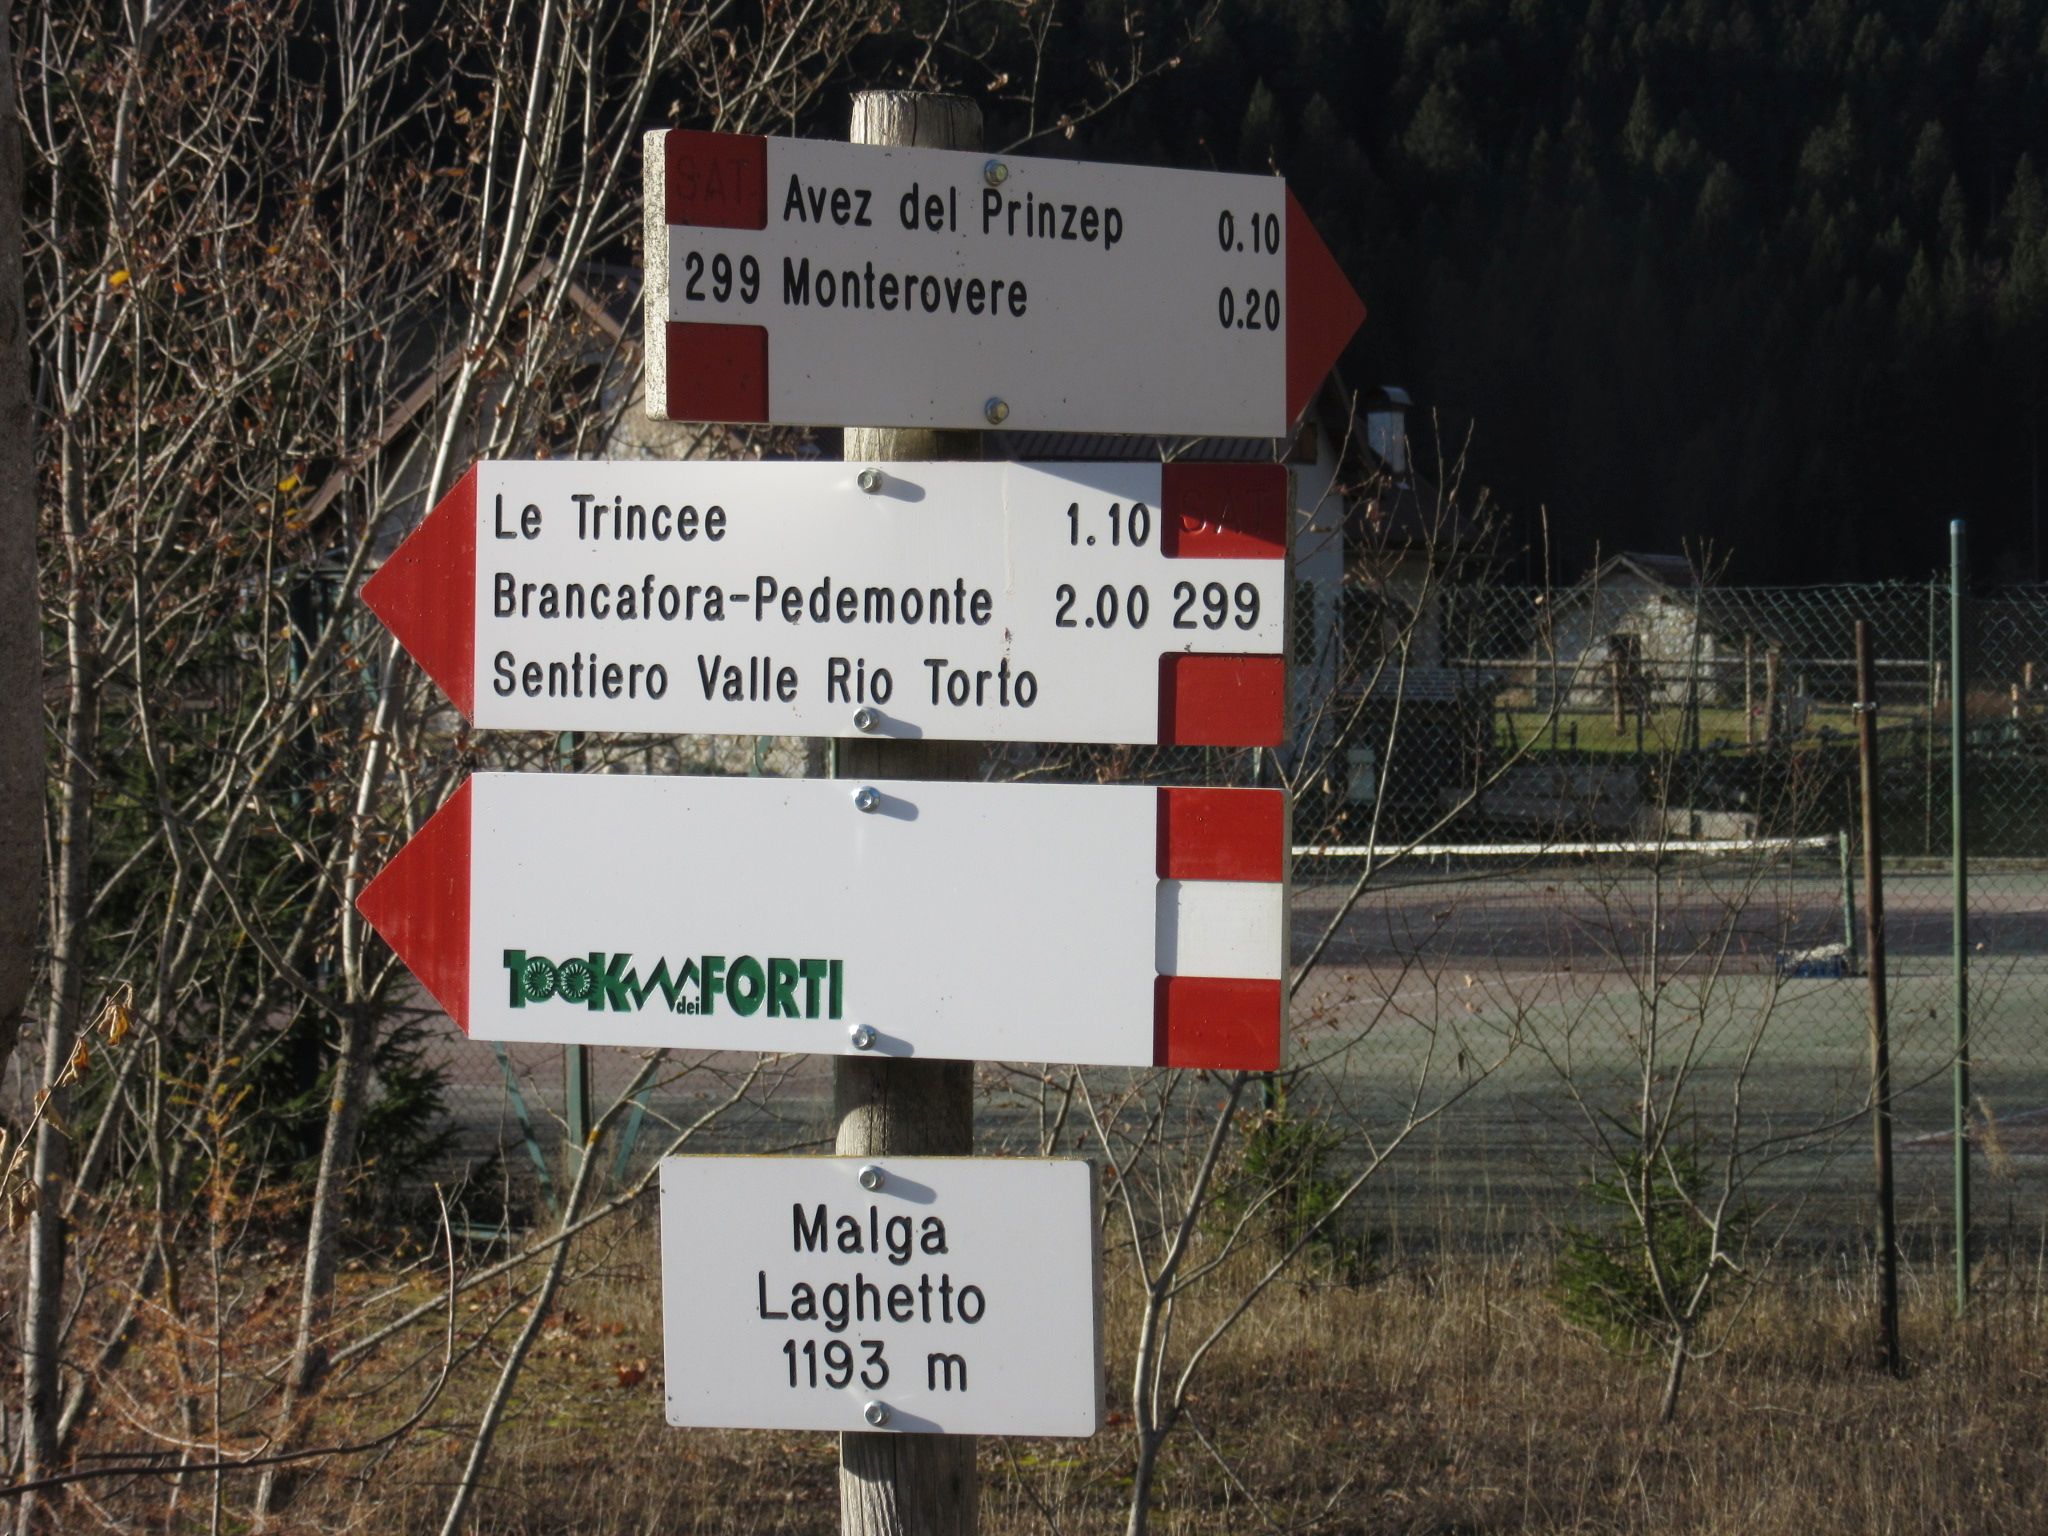 SAT
Avez del Prinzep 0.10
299 Monterovere 0.20
Le Trincee 1.10 SAT
Brancafora-Pedemonte 2.00 299
Sentiero Valle Rio Torto
100Km dei FORTI
Malga
Laghetto
1193 m